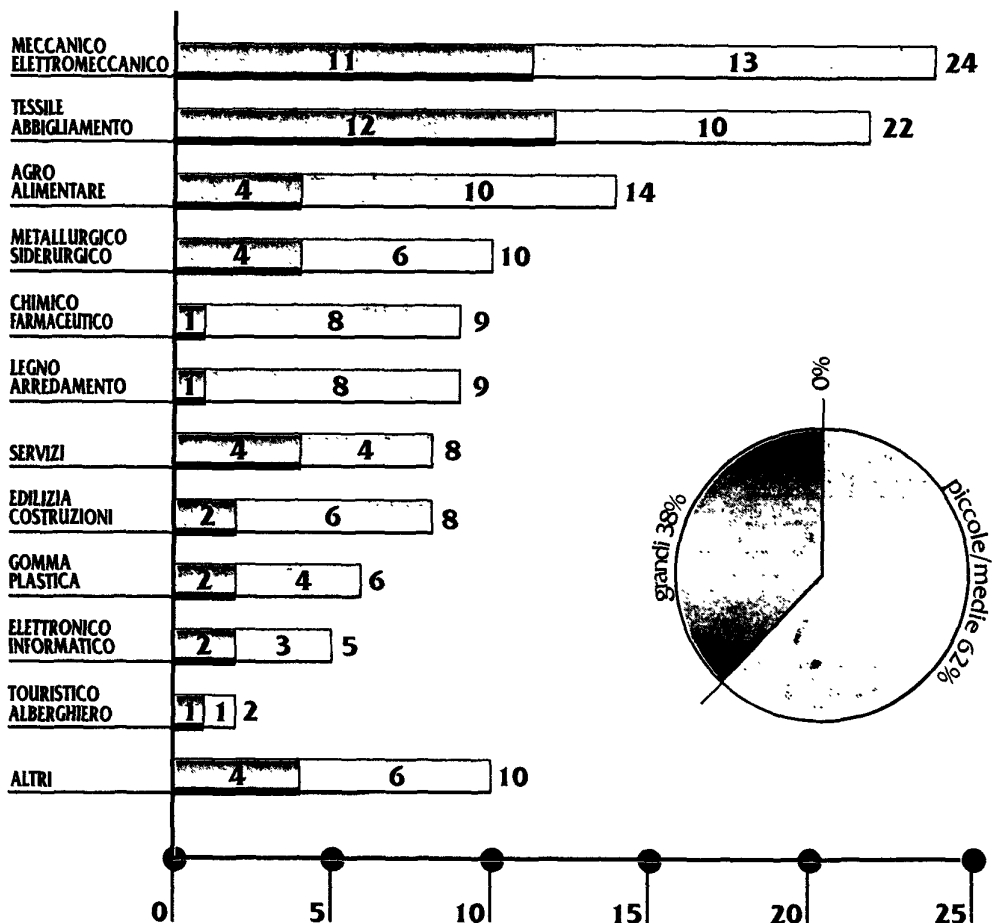 MECCANICO
ELETTROMECCANICO
11 13 24
TESSILE
ABBIGLIAMENTO
12 10 22
AGRO
ALIMENTARE
4 10 14
METALLURGICO
SIDERURGICO
4 6 10
CHIMICO
FARMACEUTICO
1 8 9
LEGNO
ARREDAMENTO
1 8 9
SERVIZI
4 4 8
EDILIZIA
COSTRUZIONI
2 6 8
GOMMA
PLASTICA
2 4 6
ELETTRONICO
INFORMATICO
2 3 5
TOURISTICO
ALBERGHIERO
1 1 2
ALTRI
4 6 10
0 5 10 15 20 25
0%
grandi 38%
piccole/medie 62%